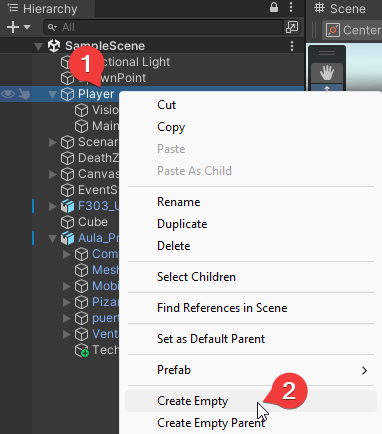 Hierarchy
Scene
All
Center
SampleScene
Directional Light
SpawnPoint
1
Player
Vision
Main
Scenar
DeathZ
Canvas
EventS
F303_U
Cube
Aula_Pr
Com
Mesh
Mobi
Pizar
puert
Vent
Tech
Cut
Copy
Paste
Paste As Child
Rename
Duplicate
Delete
Select Children
Find References in Scene
Set as Default Parent
Prefab
Create Empty
2
Create Empty Parent